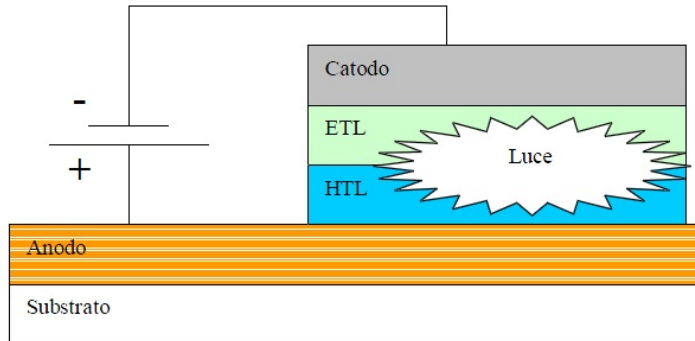 Catodo
-
ETL
Luce
+
HTL
Anodo
Substrato